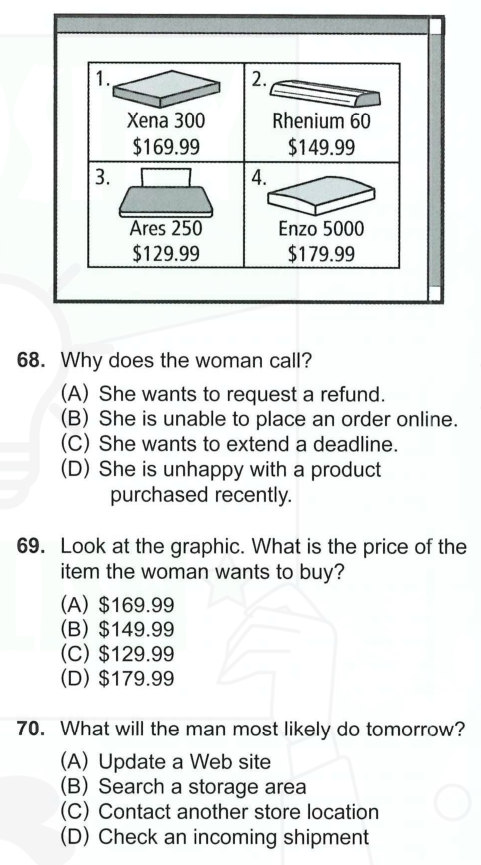 1.
Xena 300
$169.99
2.
Rhenium 60
$149.99
3.
Ares 250
$129.99
4.
Enzo 5000
$179.99
68. Why does the woman call?
(A) She wants to request a refund.
(B) She is unable to place an order online.
(C) She wants to extend a deadline.
(D) She is unhappy with a product
purchased recently.
69. Look at the graphic. What is the price of the
item the woman wants to buy?
(A) $169.99
(B) $149.99
(C) $129.99
(D) $179.99
70. What will the man most likely do tomorrow?
(A) Update a Web site
(B) Search a storage area
(C) Contact another store location
(D) Check an incoming shipment